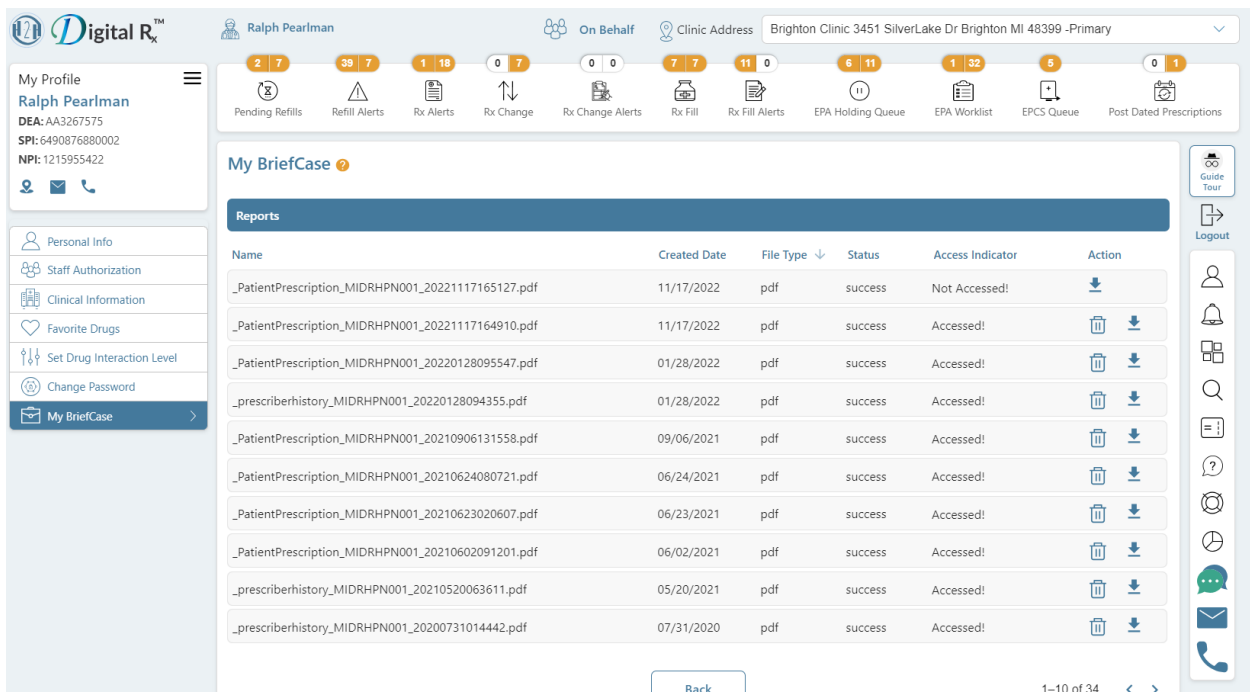 H2H Digital Rx™
Ralph Pearlman
On Behalf
Clinic Address
Brighton Clinic 3451 SilverLake Dr Brighton MI 48399 -Primary
My Profile
Ralph Pearlman
DEA: AA3267575
SPI: 6490876880002
NPI: 1215955422
2 7
39 7
1 18
0 7
0 0
7 7
11 0
6 11
1 32
5
0 1
Pending Refills
Refill Alerts
Rx Alerts
Rx Change
Rx Change Alerts
Rx Fill
Rx Fill Alerts
EPA Holding Queue
EPA Worklist
EPCS Queue
Post Dated Prescriptions
Personal Info
Staff Authorization
Clinical Information
Favorite Drugs
Set Drug Interaction Level
Change Password
My BriefCase
My BriefCase ?
Reports
Name Created Date File Type Status Access Indicator Action
_PatientPrescription_MIDRHPN001_20221117165127.pdf 11/17/2022 pdf success Not Accessed!
_PatientPrescription_MIDRHPN001_20221117164910.pdf 11/17/2022 pdf success Accessed!
_PatientPrescription_MIDRHPN001_20220128095547.pdf 01/28/2022 pdf success Accessed!
_prescriberhistory_MIDRHPN001_20220128094355.pdf 01/28/2022 pdf success Accessed!
_PatientPrescription_MIDRHPN001_20210906131558.pdf 09/06/2021 pdf success Accessed!
_PatientPrescription_MIDRHPN001_20210624080721.pdf 06/24/2021 pdf success Accessed!
_PatientPrescription_MIDRHPN001_20210623020607.pdf 06/23/2021 pdf success Accessed!
_PatientPrescription_MIDRHPN001_20210602091201.pdf 06/02/2021 pdf success Accessed!
_prescriberhistory_MIDRHPN001_20210520063611.pdf 05/20/2021 pdf success Accessed!
_prescriberhistory_MIDRHPN001_20200731014442.pdf 07/31/2020 pdf success Accessed!
Back
1–10 of 34
Guide
Tour
Logout